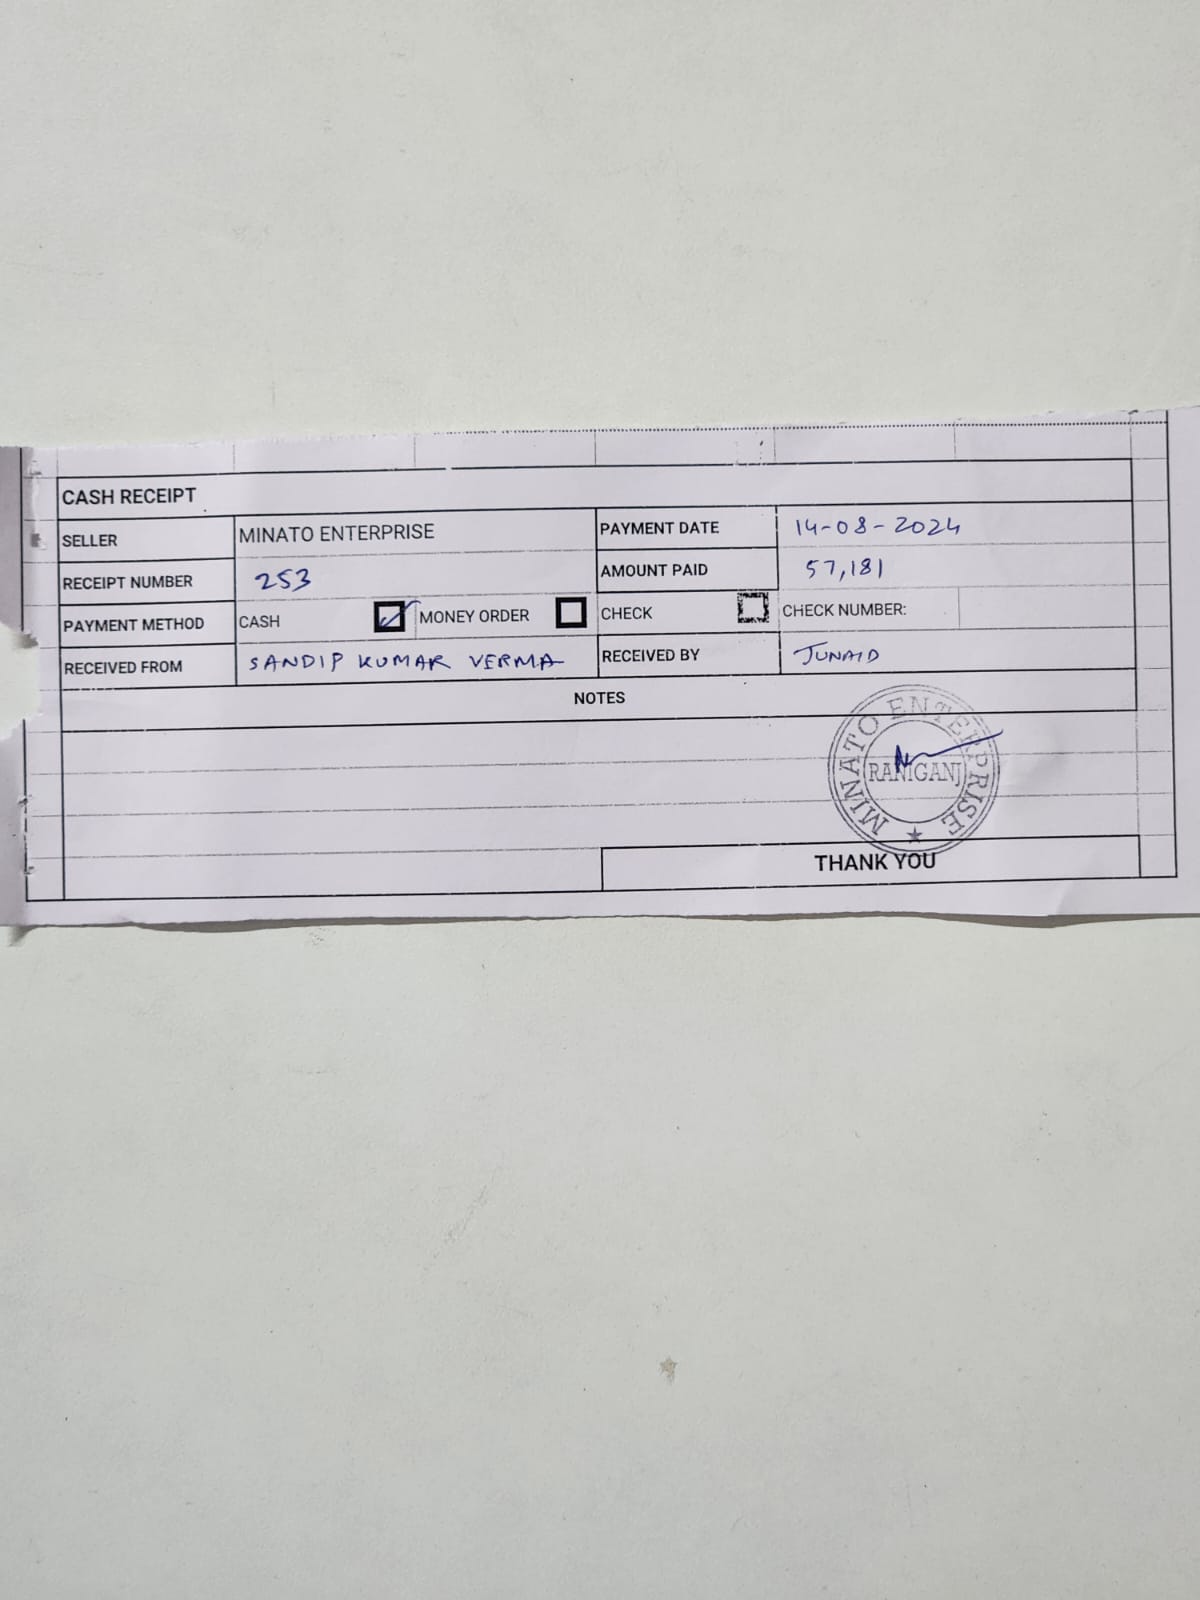 CASH RECEIPT
SELLER MINATO ENTERPRISE PAYMENT DATE 14-08-2024
RECEIPT NUMBER 253 AMOUNT PAID 57,181
PAYMENT METHOD CASH MONEY ORDER CHECK CHECK NUMBER:
RECEIVED FROM SANDIP KUMAR VERMA RECEIVED BY JUNAID
NOTES
MINATO ENTERPRISE
RANIGANJ
THANK YOU